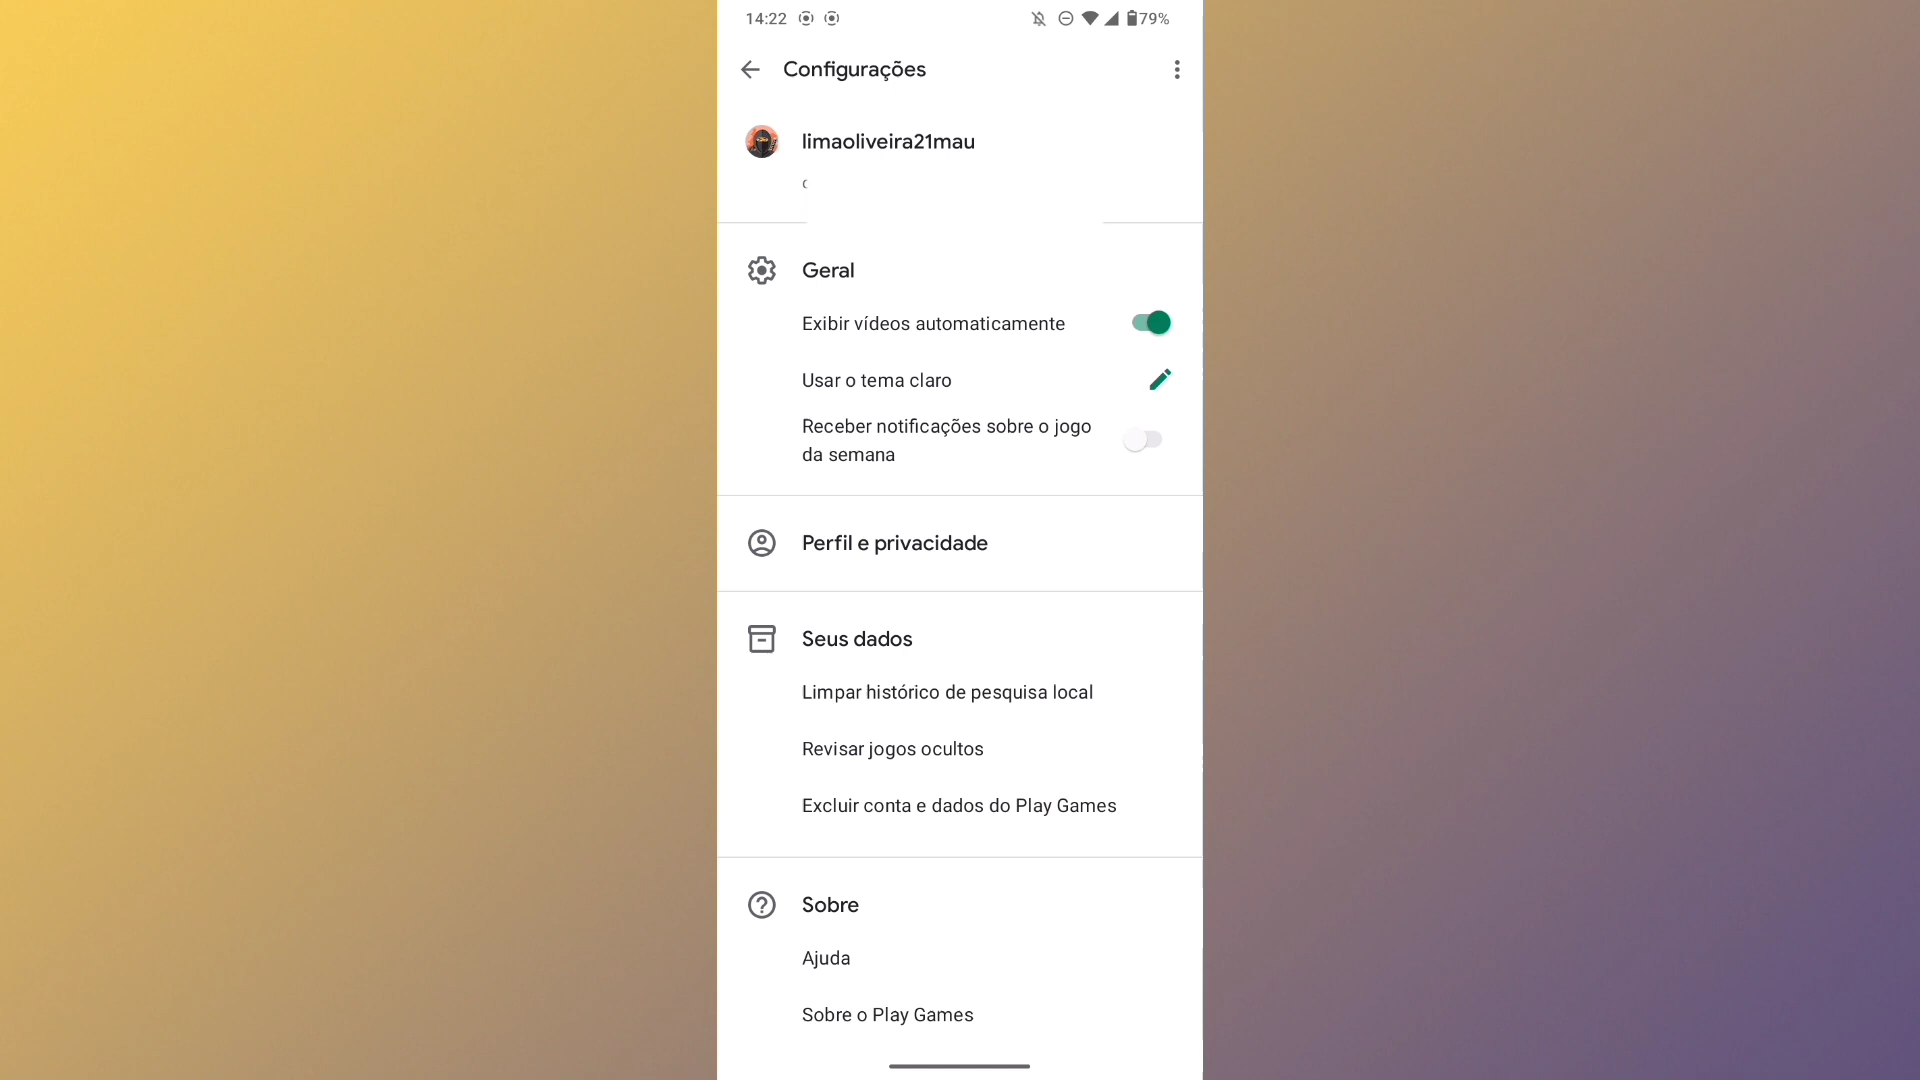 14:22
79%
Configurações
limaoliveira21mau
Geral
Exibir vídeos automaticamente
Usar o tema claro
Receber notificações sobre o jogo
da semana
Perfil e privacidade
Seus dados
Limpar histórico de pesquisa local
Revisar jogos ocultos
Excluir conta e dados do Play Games
Sobre
Ajuda
Sobre o Play Games